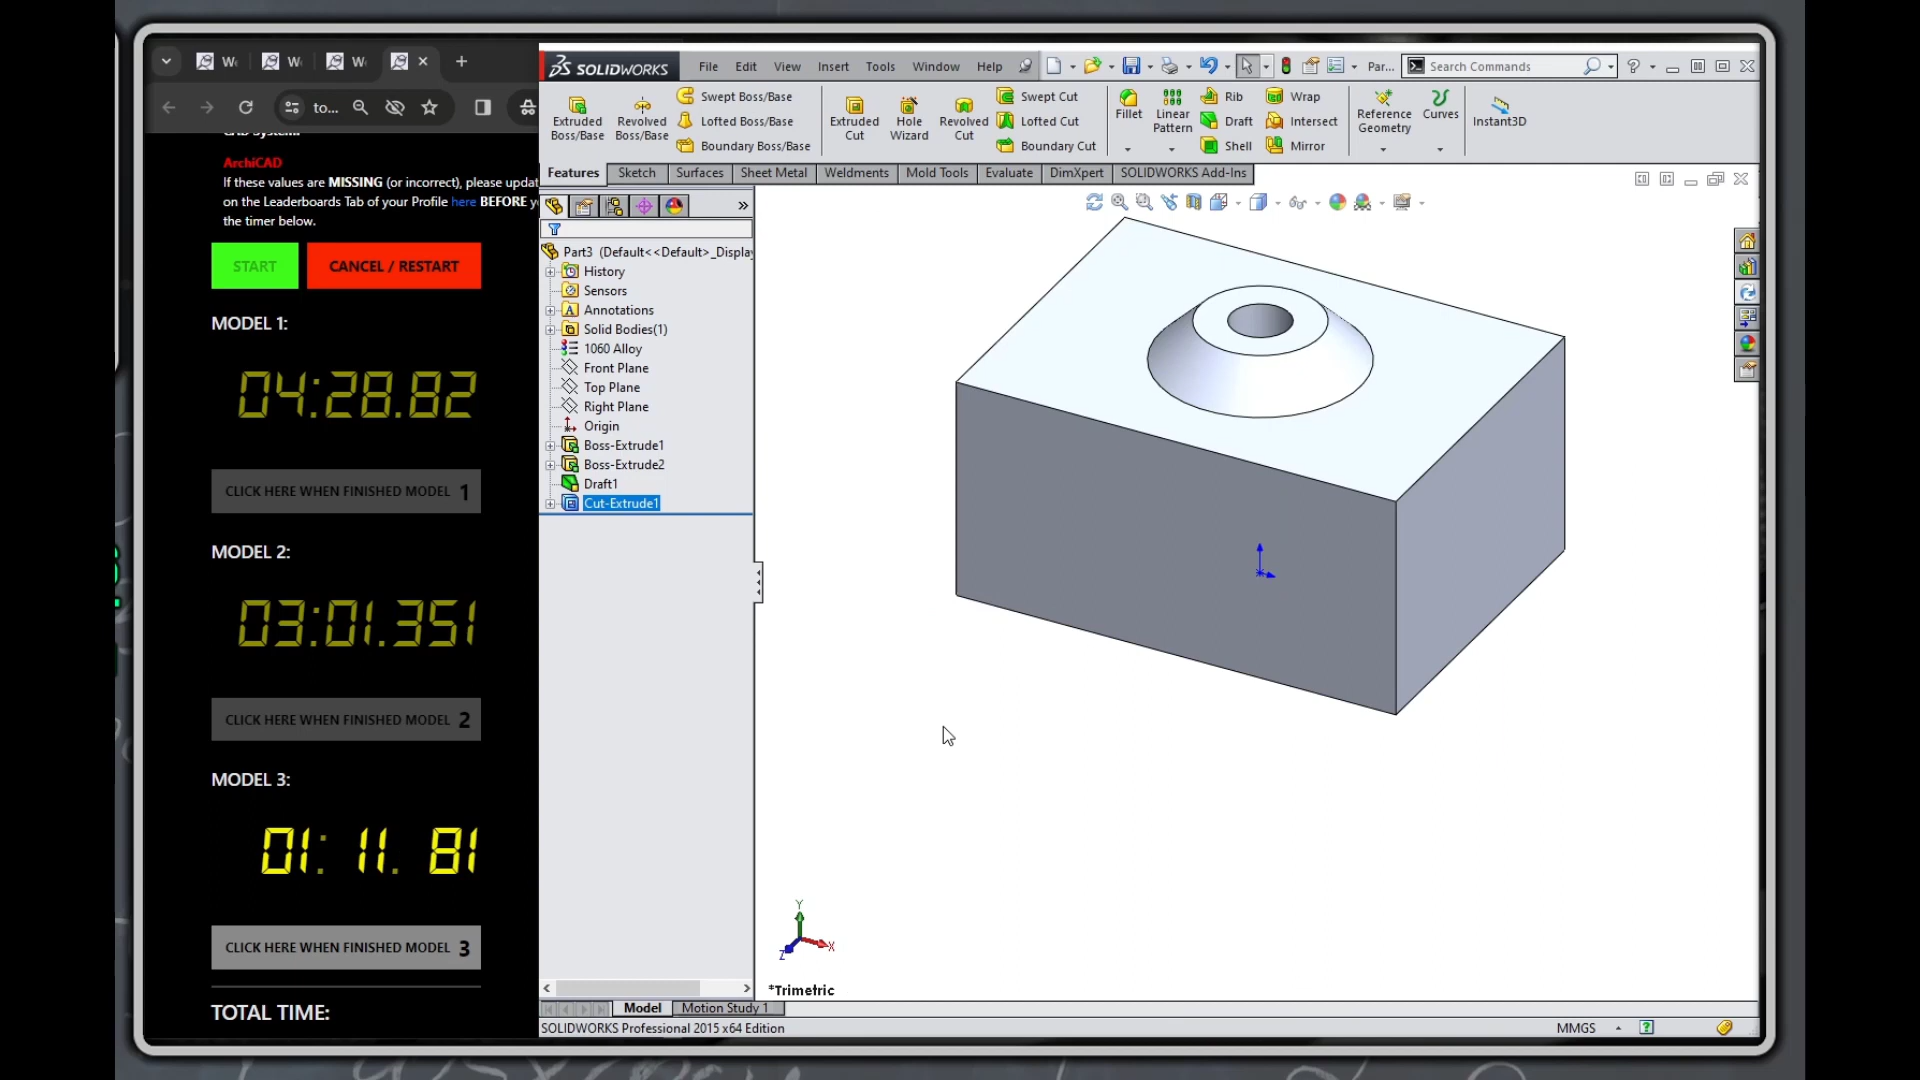 W
W
W
to...
ArchiCAD
If these values are MISSING (or incorrect), please updat
on the Leaderboards Tab of your Profile here BEFORE y
the timer below.
START
CANCEL / RESTART
MODEL 1:
04:28.82
CLICK HERE WHEN FINISHED MODEL 1
MODEL 2:
03:01.351
CLICK HERE WHEN FINISHED MODEL 2
MODEL 3:
01:11.81
CLICK HERE WHEN FINISHED MODEL 3
TOTAL TIME:
SOLIDWORKS
File Edit View Insert Tools Window Help
Par...
Search Commands
Extruded Boss/Base
Revolved Boss/Base
Swept Boss/Base
Lofted Boss/Base
Boundary Boss/Base
Extruded Cut
Hole Wizard
Revolved Cut
Swept Cut
Lofted Cut
Boundary Cut
Fillet
Linear Pattern
Rib
Draft
Shell
Wrap
Intersect
Mirror
Reference Geometry
Curves
Instant3D
Features Sketch Surfaces Sheet Metal Weldments Mold Tools Evaluate DimXpert SOLIDWORKS Add-Ins
Part3 (Default<<Default>_Display
History
Sensors
Annotations
Solid Bodies(1)
1060 Alloy
Front Plane
Top Plane
Right Plane
Origin
Boss-Extrude1
Boss-Extrude2
Draft1
Cut-Extrude1
Y
X
Z
*Trimetric
Model Motion Study 1
SOLIDWORKS Professional 2015 x64 Edition
MMGS